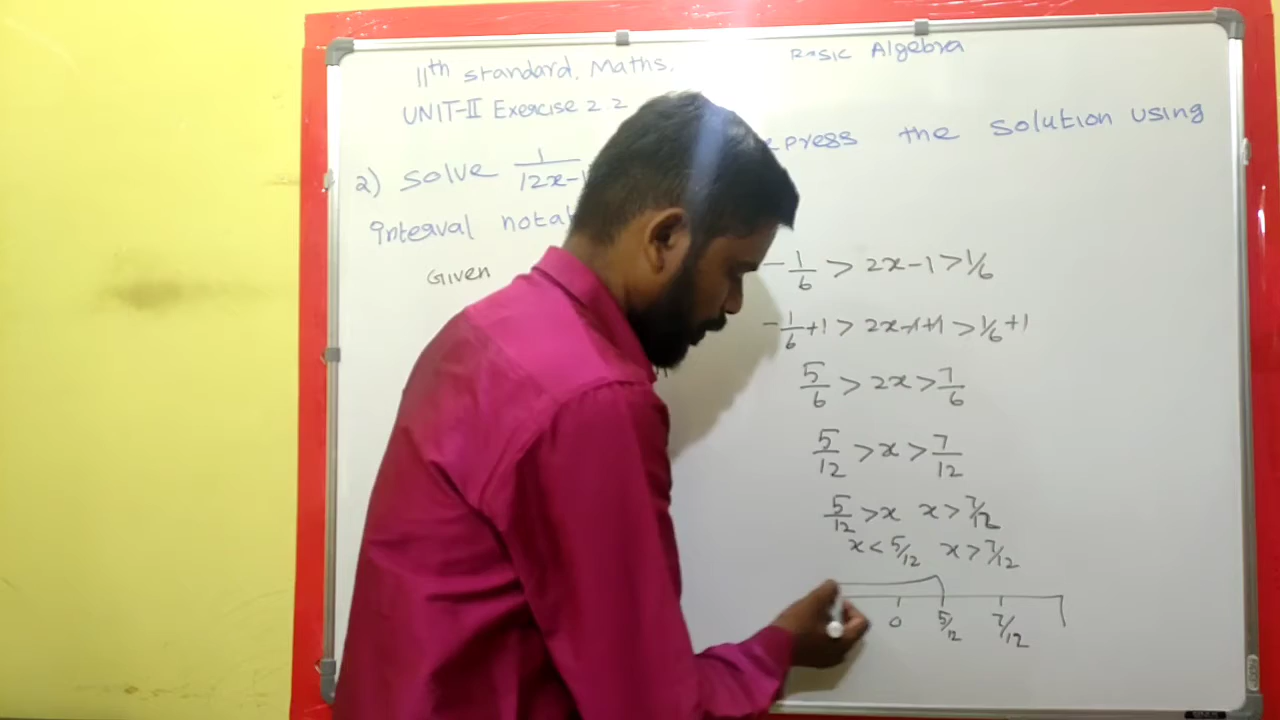 11th standard. Maths. Basic Algebra
UNIT-II Exercise 2.2
2) Solve 1/12x-1 press the solution using
interval nota
Given
-1/6 > 2x-1 > 1/6
-1/6+1 > 2x-1+1 > 1/6+1
5/6 > 2x > 7/6
5/12 > x > 7/12
5/12 > x x > 7/12
x < 5/12 x > 7/12
0 5/12 7/12